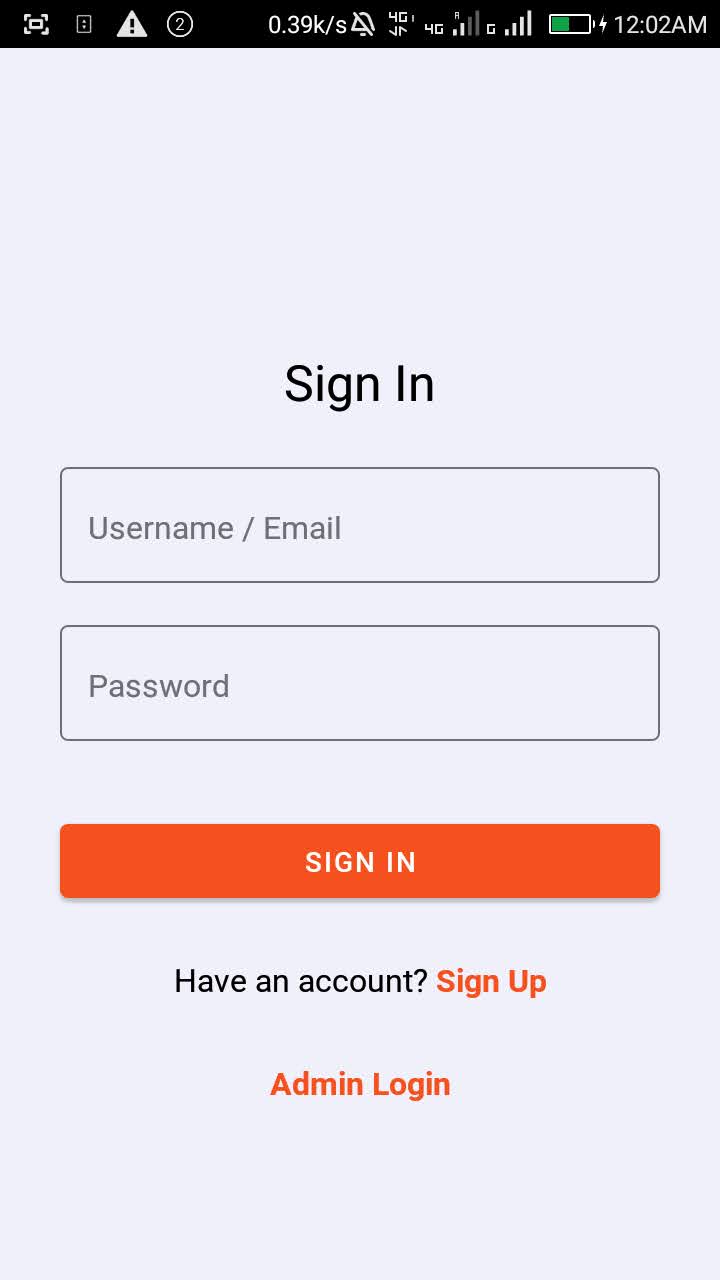 2 0.39k/s 4G 4G R G 12:02AM
Sign In
Username / Email
Password
SIGN IN
Have an account? Sign Up
Admin Login